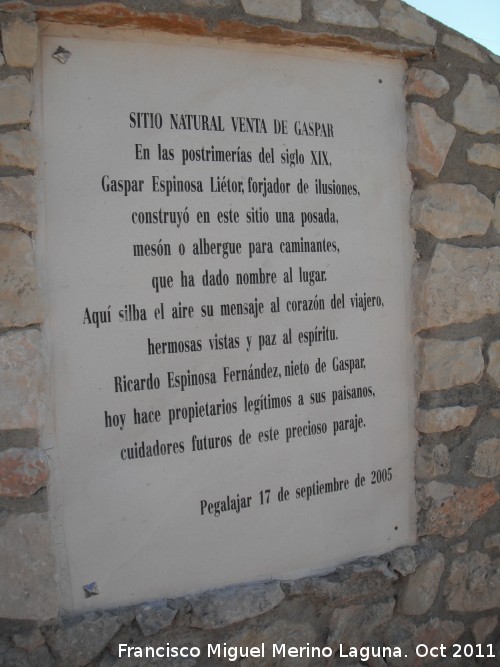 SITIO NATURAL VENTA DE GASPAR
En las postrimerías del siglo XIX,
Gaspar Espinosa Liétor, forjador de ilusiones,
construyó en este sitio una posada,
mesón o albergue para caminantes,
que ha dado nombre al lugar.
Aquí silba el aire su mensaje al corazón del viajero,
hermosas vistas y paz al espíritu.
Ricardo Espinosa Fernández, nieto de Gaspar,
hoy hace propietarios legítimos a sus paisanos,
cuidadores futuros de este precioso paraje.
Pegalajar 17 de septiembre de 2005
Francisco Miguel Merino Laguna. Oct 2011